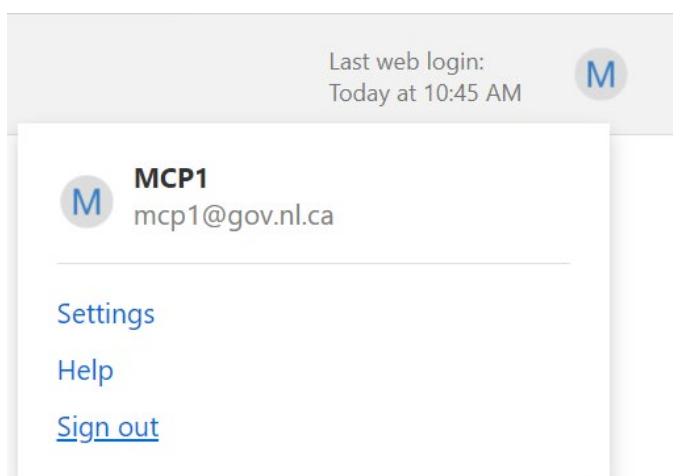 Last web login:
Today at 10:45 AM
M
M
MCP1
mcp1@gov.nl.ca
Settings
Help
Sign out